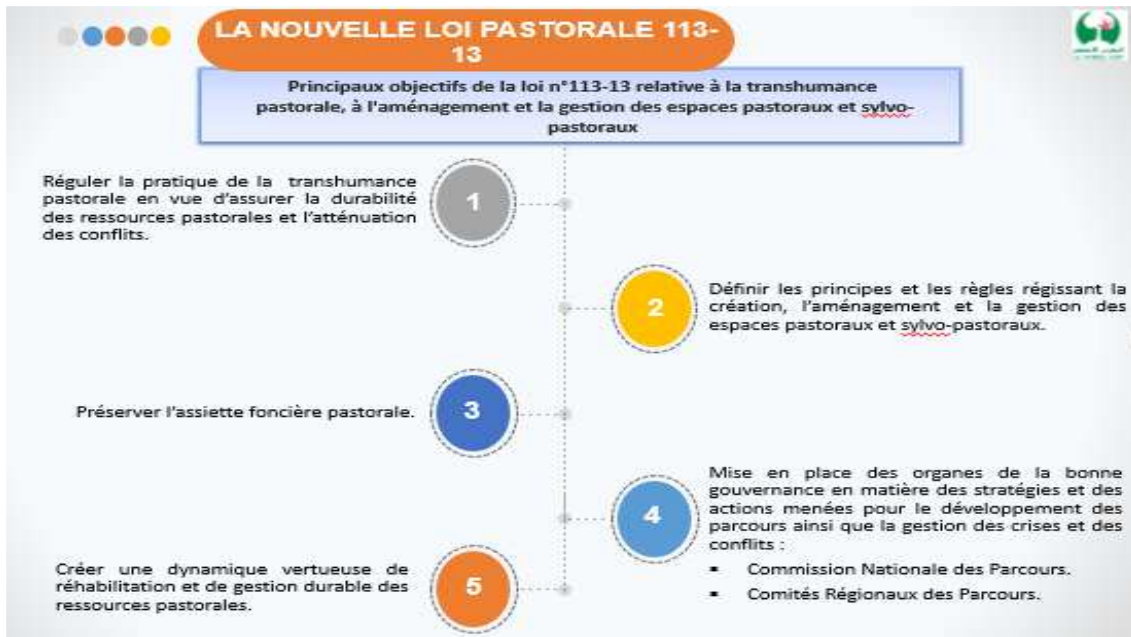 LA NOUVELLE LOI PASTORALE 113-
13
Principaux objectifs de la loi n°113-13 relative à la transhumance
pastorale, à l'aménagement et la gestion des espaces pastoraux et sylvo-
pastoraux
Réguler la pratique de la transhumance
pastorale en vue d'assurer la durabilité
des ressources pastorales et l'atténuation
des conflits.
1
2
Définir les principes et les règles régissant la
création, l'aménagement et la gestion des
espaces pastoraux et sylvo-pastoraux.
Préserver l'assiette foncière pastorale.
3
4
Mise en place des organes de la bonne
gouvernance en matière des stratégies et des
actions menées pour le développement des
parcours ainsi que la gestion des crises et des
conflits :
▪ Commission Nationale des Parcours.
▪ Comités Régionaux des Parcours.
Créer une dynamique vertueuse de
réhabilitation et de gestion durable des
ressources pastorales.
5